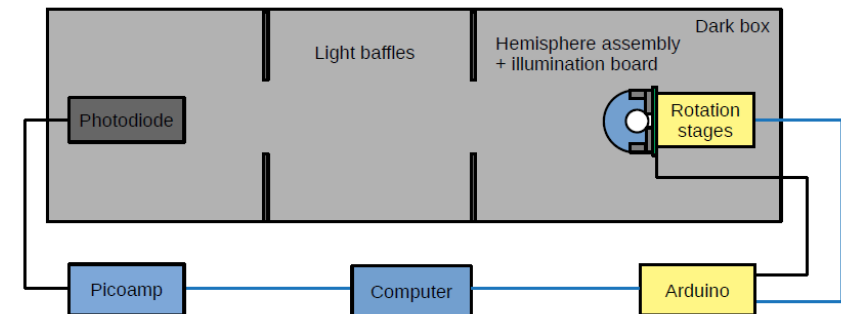 Dark box
Light baffles
Hemisphere assembly
+ illumination board
Photodiode
Rotation
stages
Picoamp
Computer
Arduino